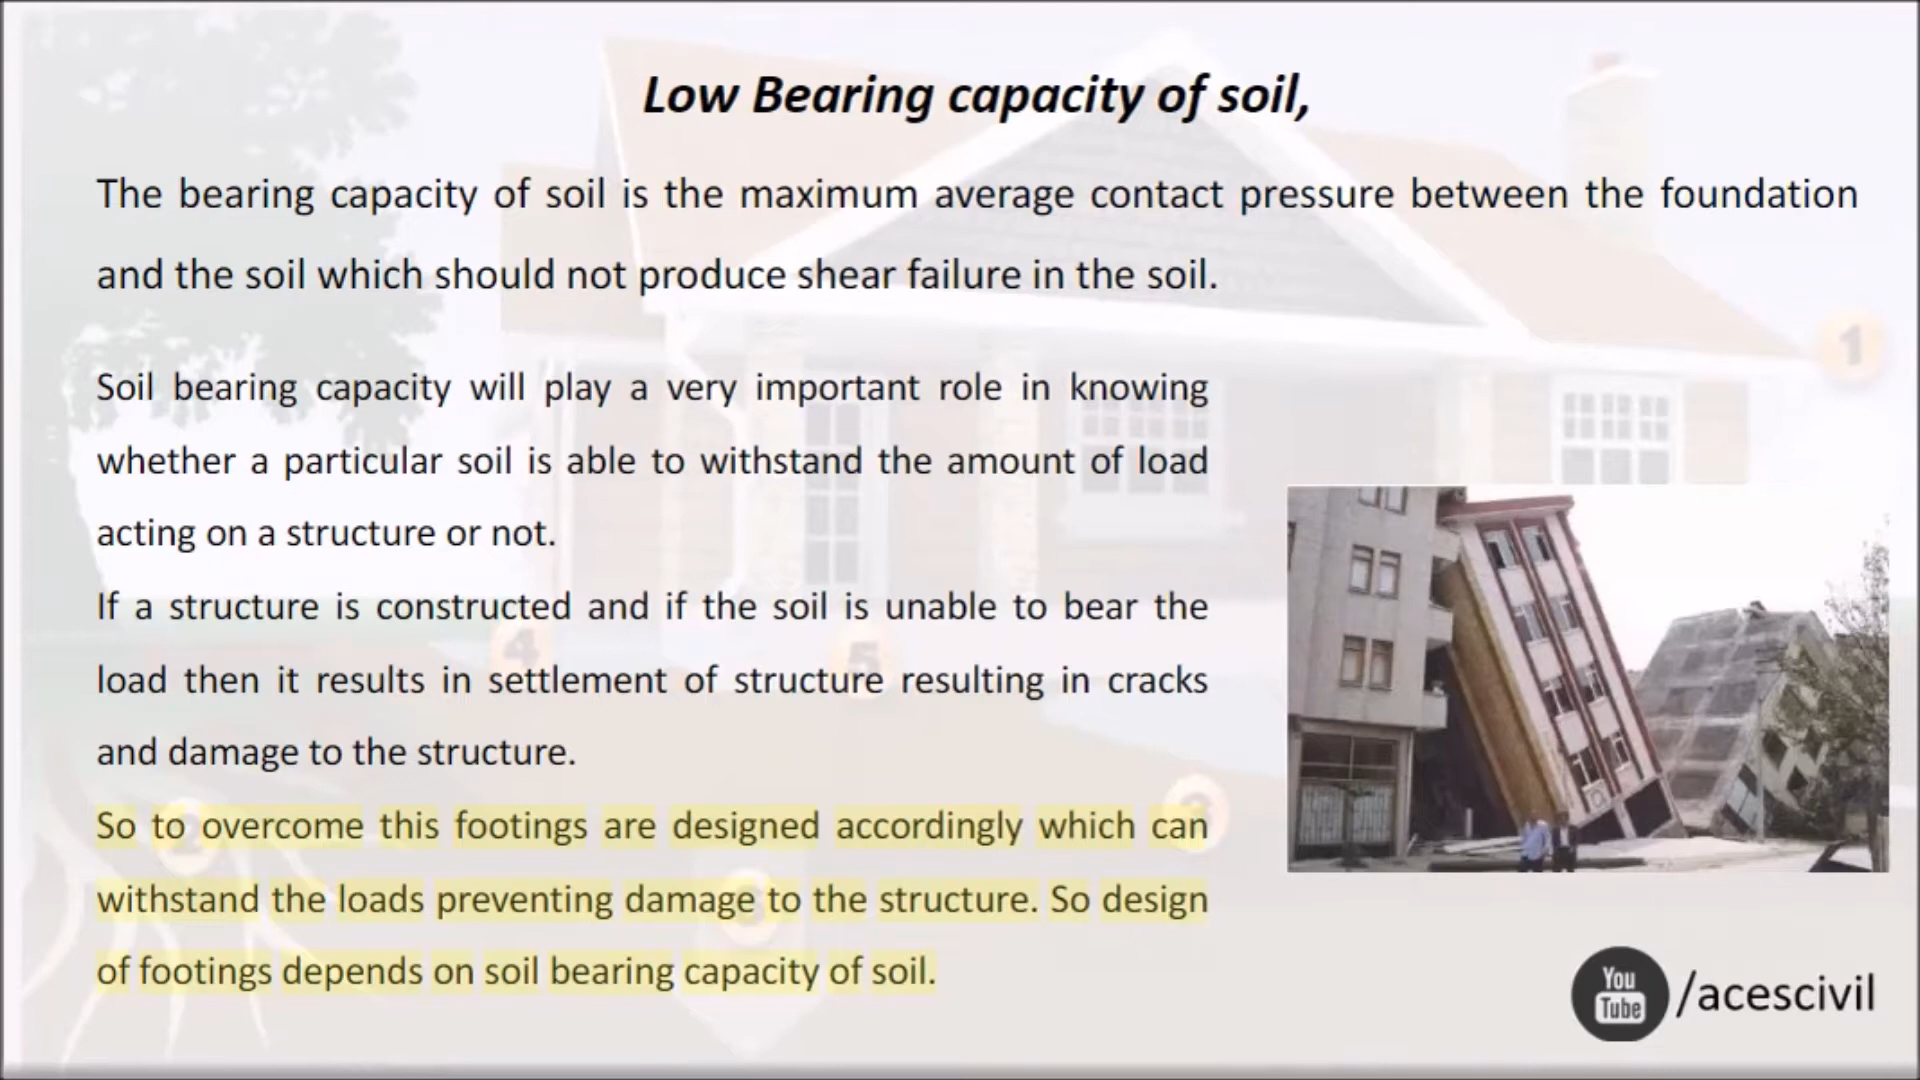 Low Bearing capacity of soil,
The bearing capacity of soil is the maximum average contact pressure between the foundation
and the soil which should not produce shear failure in the soil.
Soil bearing capacity will play a very important role in knowing
whether a particular soil is able to withstand the amount of load
acting on a structure or not.
If a structure is constructed and if the soil is unable to bear the
load then it results in settlement of structure resulting in cracks
and damage to the structure.
So to overcome this footings are designed accordingly which can
withstand the loads preventing damage to the structure. So design
of footings depends on soil bearing capacity of soil.
1
4
5
3
2
6
You
Tube
/acescivil